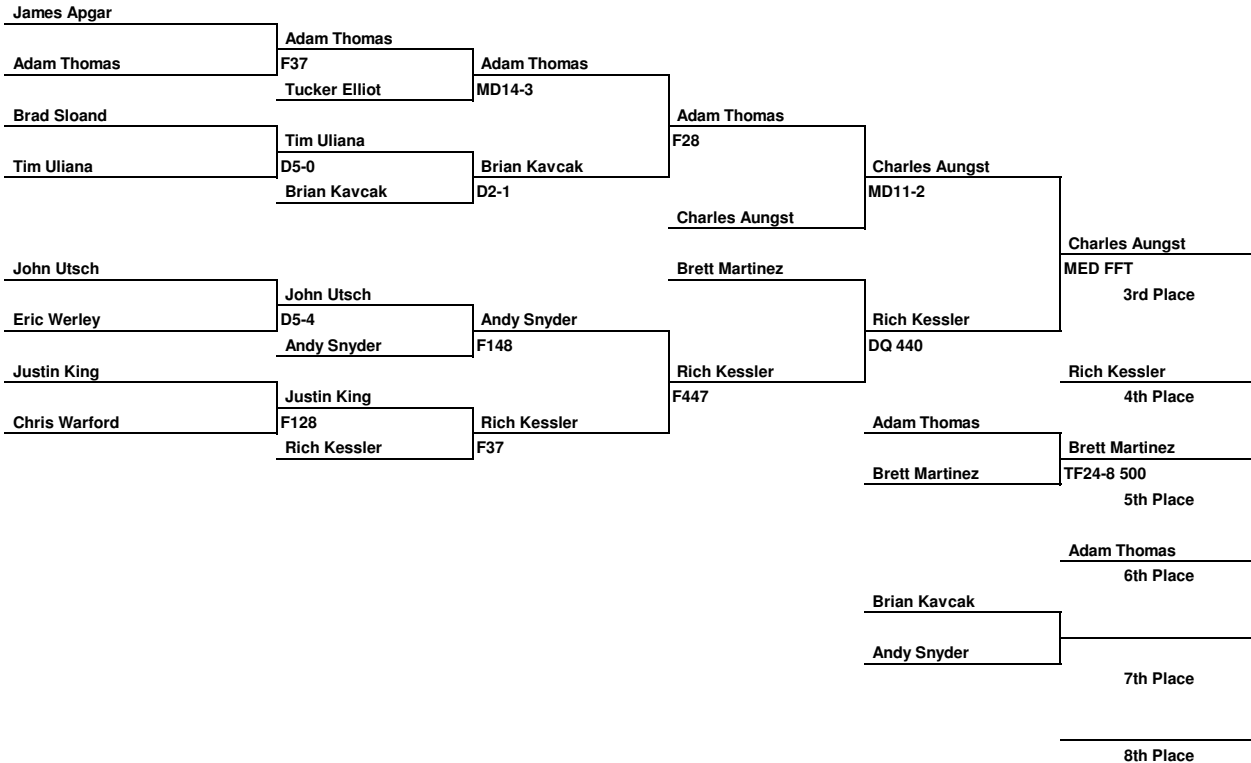 James Apgar
Adam Thomas
Adam Thomas
F37
Adam Thomas
Tucker Elliot
MD14-3
Brad Sloand
Adam Thomas
Tim Uliana
F28
Tim Uliana
D5-0
Brian Kavcak
Charles Aungst
Brian Kavcak
D2-1
MD11-2
Charles Aungst
Charles Aungst
John Utsch
Brett Martinez
MED FFT
John Utsch
3rd Place
Eric Werley
D5-4
Andy Snyder
Rich Kessler
Andy Snyder
F148
DQ 440
Justin King
Rich Kessler
Rich Kessler
Justin King
F447
4th Place
Chris Warford
F128
Rich Kessler
Adam Thomas
Rich Kessler
F37
Brett Martinez
Brett Martinez
TF24-8 500
5th Place
Adam Thomas
6th Place
Brian Kavcak
Andy Snyder
7th Place
8th Place